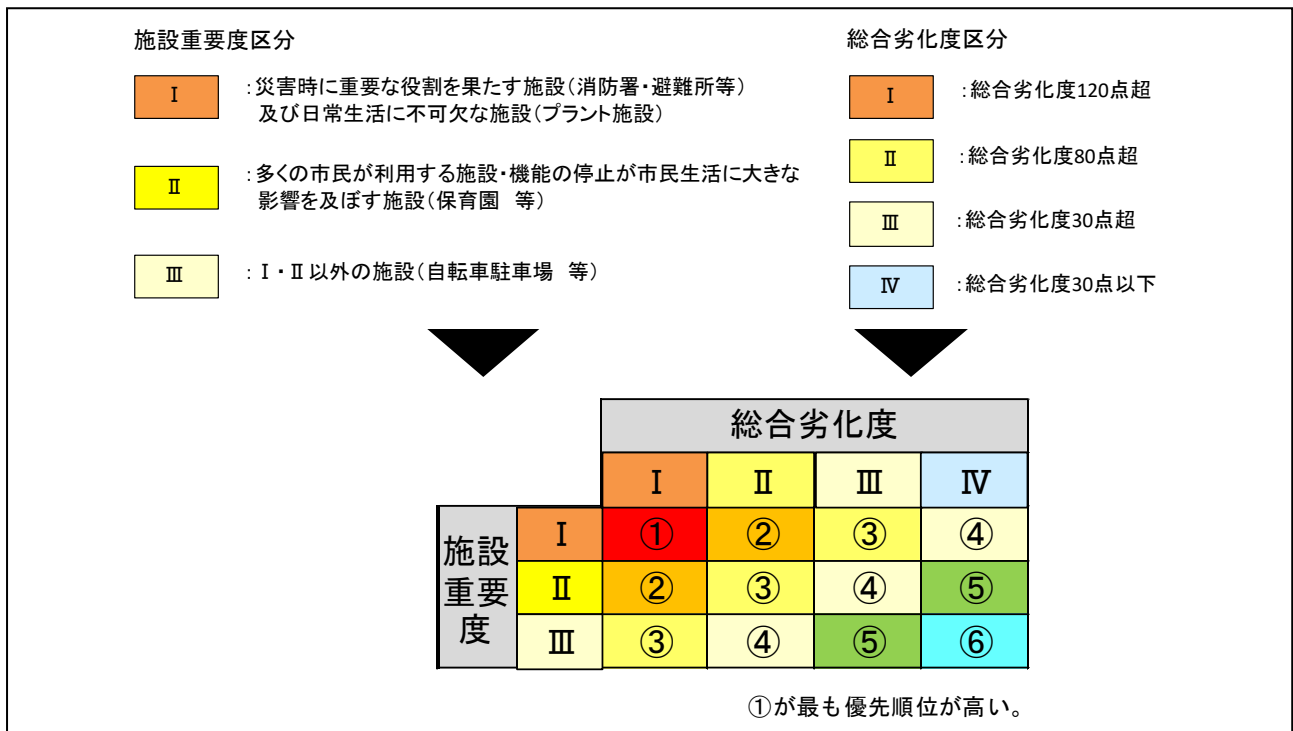 施設重要度区分
Ⅰ :災害時に重要な役割を果たす施設(消防署・避難所等)
及び日常生活に不可欠な施設(プラント施設)
Ⅱ :多くの市民が利用する施設・機能の停止が市民生活に大きな
影響を及ぼす施設(保育園 等)
Ⅲ :Ⅰ・Ⅱ以外の施設(自転車駐車場 等)
総合劣化度区分
Ⅰ :総合劣化度120点超
Ⅱ :総合劣化度80点超
Ⅲ :総合劣化度30点超
Ⅳ :総合劣化度30点以下
総合劣化度
Ⅰ Ⅱ Ⅲ Ⅳ
施設
重要
度
Ⅰ ① ② ③ ④
Ⅱ ② ③ ④ ⑤
Ⅲ ③ ④ ⑤ ⑥
①が最も優先順位が高い。